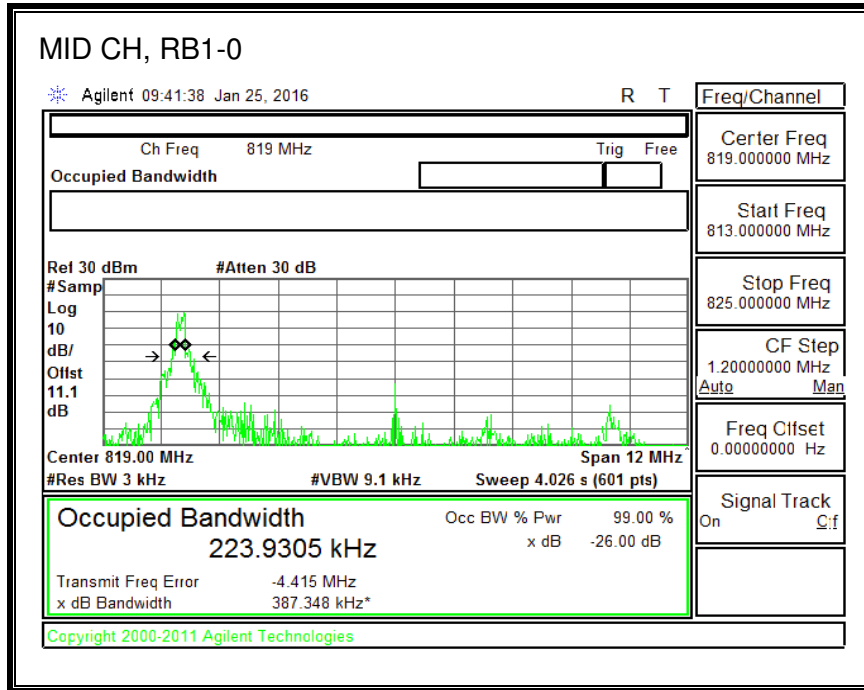 MID CH, RB1-0
Agilent 09:41:38 Jan 25, 2016 R T
Ch Freq 819 MHz Trig Free
Occupied Bandwidth
Ref 30 dBm #Atten 30 dB
#Samp
Log
10
dB/
Offst
11.1
dB
Center 819.00 MHz Span 12 MHz
#Res BW 3 kHz #VBW 9.1 kHz Sweep 4.026 s (601 pts)
Occupied Bandwidth Occ BW % Pwr 99.00 %
223.9305 kHz x dB -26.00 dB
Transmit Freq Error -4.415 MHz
x dB Bandwidth 387.348 kHz*
Copyright 2000-2011 Agilent Technologies
Freq/Channel
Center Freq
819.000000 MHz
Start Freq
813.000000 MHz
Stop Freq
825.000000 MHz
CF Step
1.20000000 MHz
Auto Man
Freq Offset
0.00000000 Hz
Signal Track
On Off